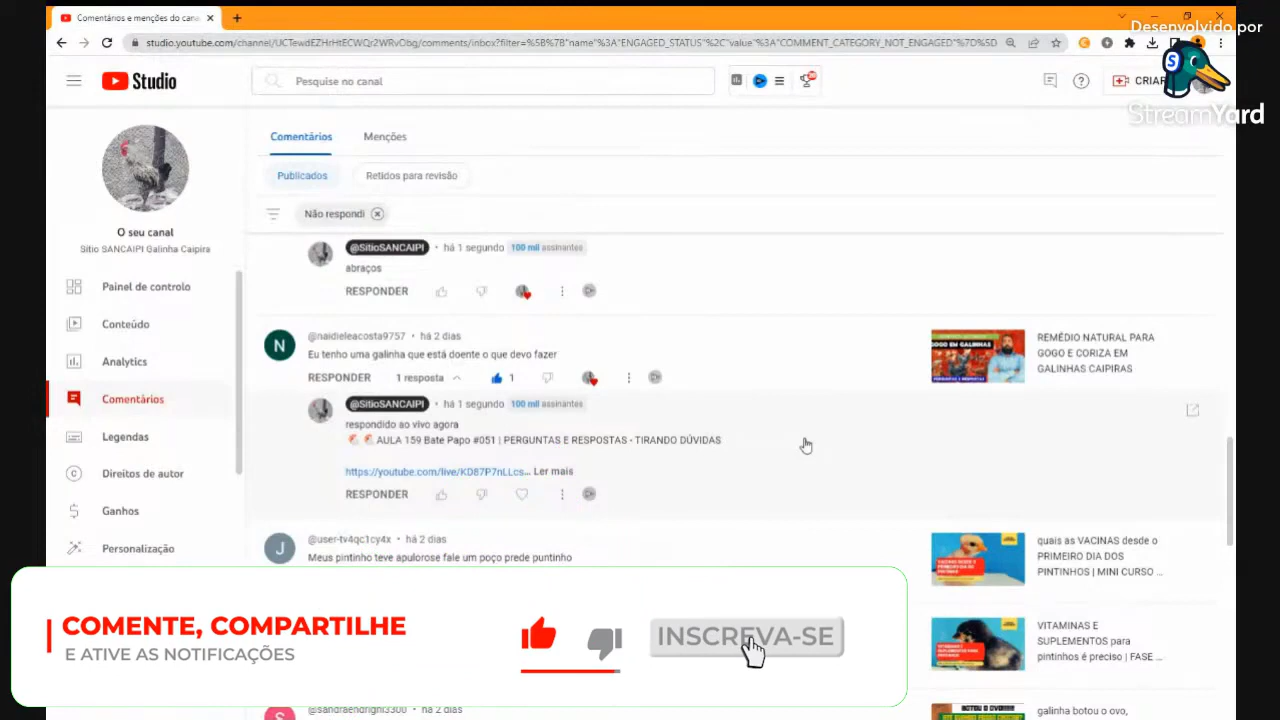 Comentários e menções do cana
Desenvolvido por
studio.youtube.com/channel/UCTewdEZHrHtECWQr2WRvObg/comments/inbox?filter=%5B%7B"name"%3A"ENGAGED_STATUS"%2C"value"%3A"COMMENT_CATEGORY_NOT_ENGAGED"%7D%5D
Studio
Pesquise no canal
CRIAR
StreamYard
Comentários
Menções
Publicados
Retidos para revisão
Não respondi
O seu canal
Sítio SANCAIPI Galinha Caipira
Painel de controlo
Conteúdo
Analytics
Comentários
Legendas
Direitos de autor
Ganhos
Personalização
@SitioSANCAIPI • há 1 segundo 100 mil assinantes
abraços
RESPONDER
N
@naidieleacosta9757 • há 2 dias
Eu tenho uma galinha que está doente o que devo fazer
RESPONDER 1 resposta 1
GOGO EM GALINHAS
REMÉDIO NATURAL PARA
GOGO E CORIZA EM
GALINHAS CAIPIRAS
@SitioSANCAIPI • há 1 segundo 100 mil assinantes
respondido ao vivo agora
AULA 159 Bate Papo #051 | PERGUNTAS E RESPOSTAS - TIRANDO DÚVIDAS
https://youtube.com/live/KD87P7nLLcs... Ler mais
RESPONDER
J
@user-tv4qc1cy4x • há 2 dias
Meus pintinho teve apulorose fale um poço prede puntinho
quais as VACINAS desde o
PRIMEIRO DIA DOS
PINTINHOS | MINI CURSO ...
VITAMINAS E
SUPLEMENTOS para
pintinhos é preciso | FASE ...
COMENTE, COMPARTILHE
E ATIVE AS NOTIFICAÇÕES
INSCREVA-SE
S
@sandraendrighi3300 • há 2 dias
BOTOU O OVO!!!!
galinha botou o ovo,